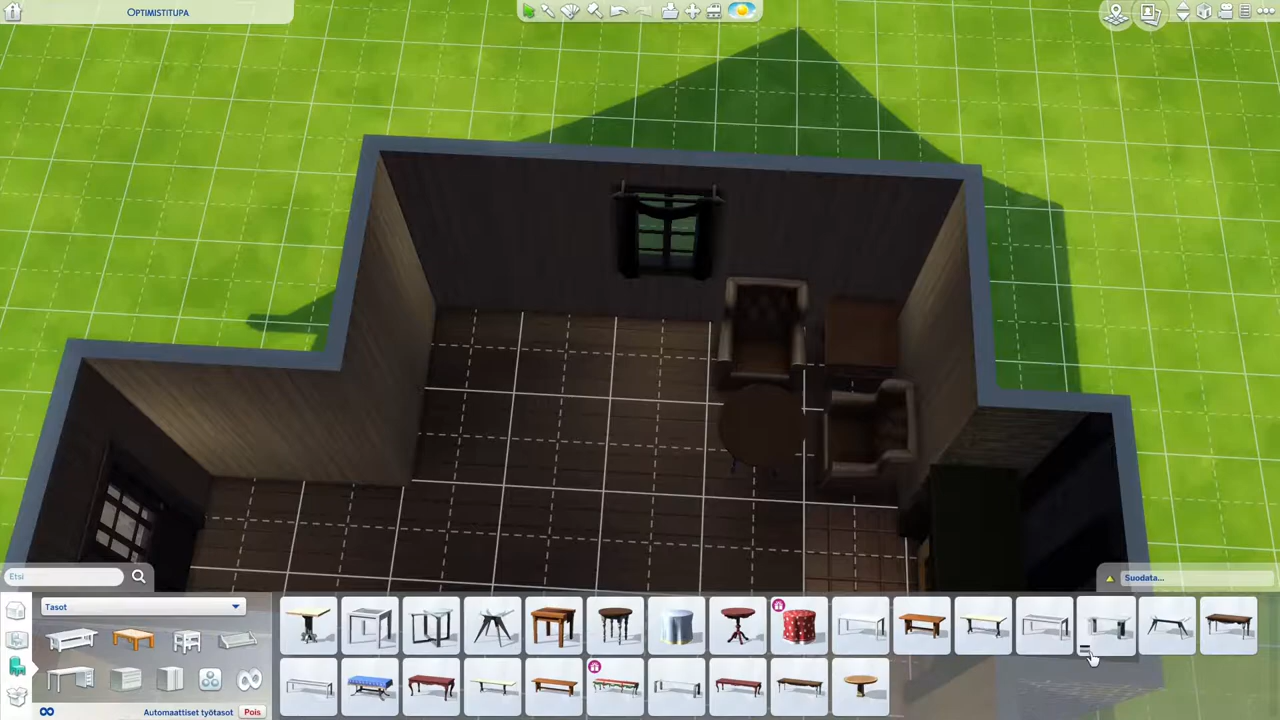 OPTIMISTITUPA
Etsi
Suodata...
Tasot
Automaattiset työtasot
Pois